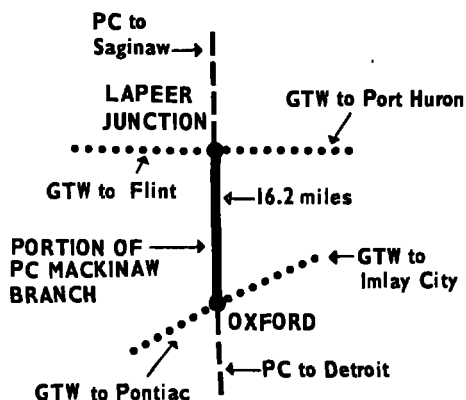 PC to
Saginaw
LAPEER
JUNCTION
GTW to Port Huron
GTW to Flint
16.2 miles
PORTION OF
PC MACKINAW
BRANCH
GTW to
Imlay City
OXFORD
PC to Detroit
GTW to Pontiac